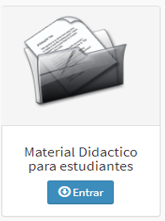 Material Didactico
para estudiantes
Entrar